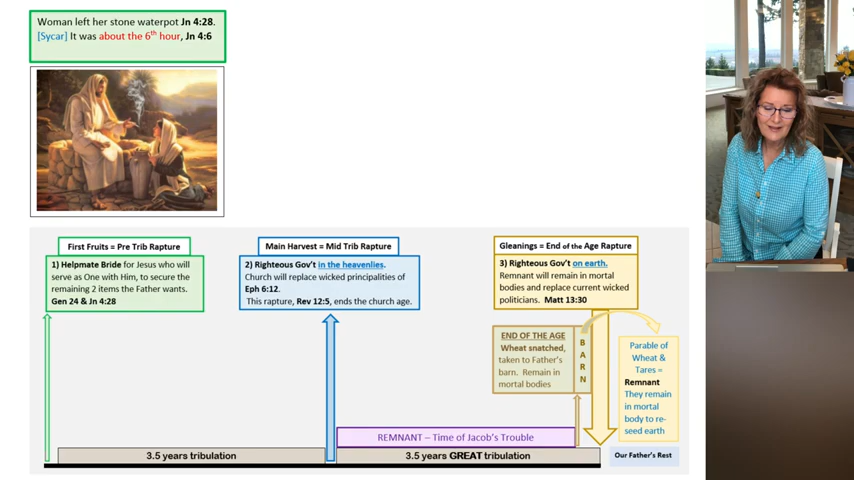 Woman left her stone waterpot Jn 4:28.
[Sycar] It was about the 6th hour, Jn 4:6
First Fruits = Pre Trib Rapture
1) Helpmate Bride for Jesus who will
serve as One with Him, to secure the
remaining 2 items the Father wants.
Gen 24 & Jn 4:28
Main Harvest = Mid Trib Rapture
2) Righteous Gov't in the heavenlies.
Church will replace wicked principalities of
Eph 6:12.
This rapture, Rev 12:5, ends the church age.
Gleanings = End of the Age Rapture
3) Righteous Gov't on earth.
Remnant will remain in mortal
bodies and replace current wicked
politicians. Matt 13:30
END OF THE AGE
Wheat snatched,
taken to Father's
barn. Remain in
mortal bodies
BARN
Parable of
Wheat &
Tares =
Remnant
They remain
in mortal
body to re-
seed earth
REMNANT – Time of Jacob's Trouble
3.5 years tribulation
3.5 years GREAT tribulation
Our Father's Rest